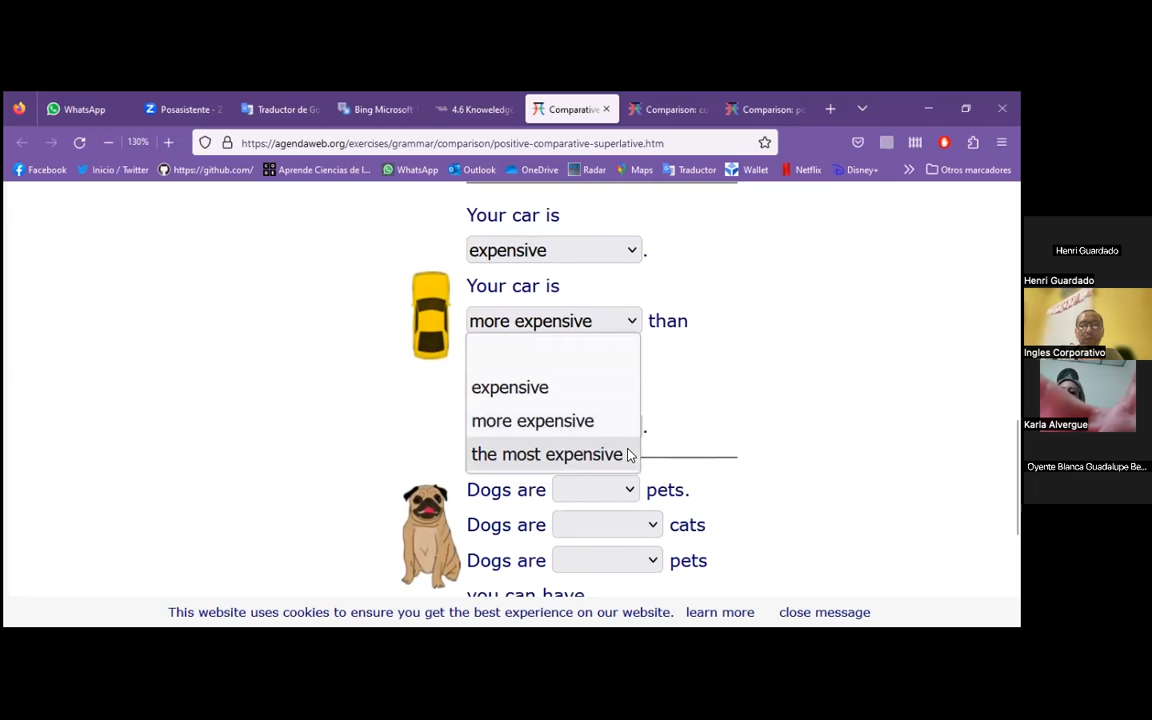 WhatsApp
Posasistente - Z
Traductor de Go
Bing Microsoft
4.6 Knoweledge
Comparative
Comparison: co
Comparison: po
130%
https://agendaweb.org/exercises/grammar/comparison/positive-comparative-superlative.htm
Facebook
Inicio / Twitter
https://github.com/
Aprende Ciencias de l...
WhatsApp
Outlook
OneDrive
Radar
Maps
Traductor
Wallet
Netflix
Disney+
Otros marcadores
Your car is
expensive .
Your car is
more expensive than
expensive
more expensive
the most expensive
.
Dogs are pets.
Dogs are cats
Dogs are pets
you can have
This website uses cookies to ensure you get the best experience on our website. learn more close message
Henri Guardado
Henri Guardado
Ingles Corporativo
Karla Alvergue
Oyente Blanca Guadalupe Be...